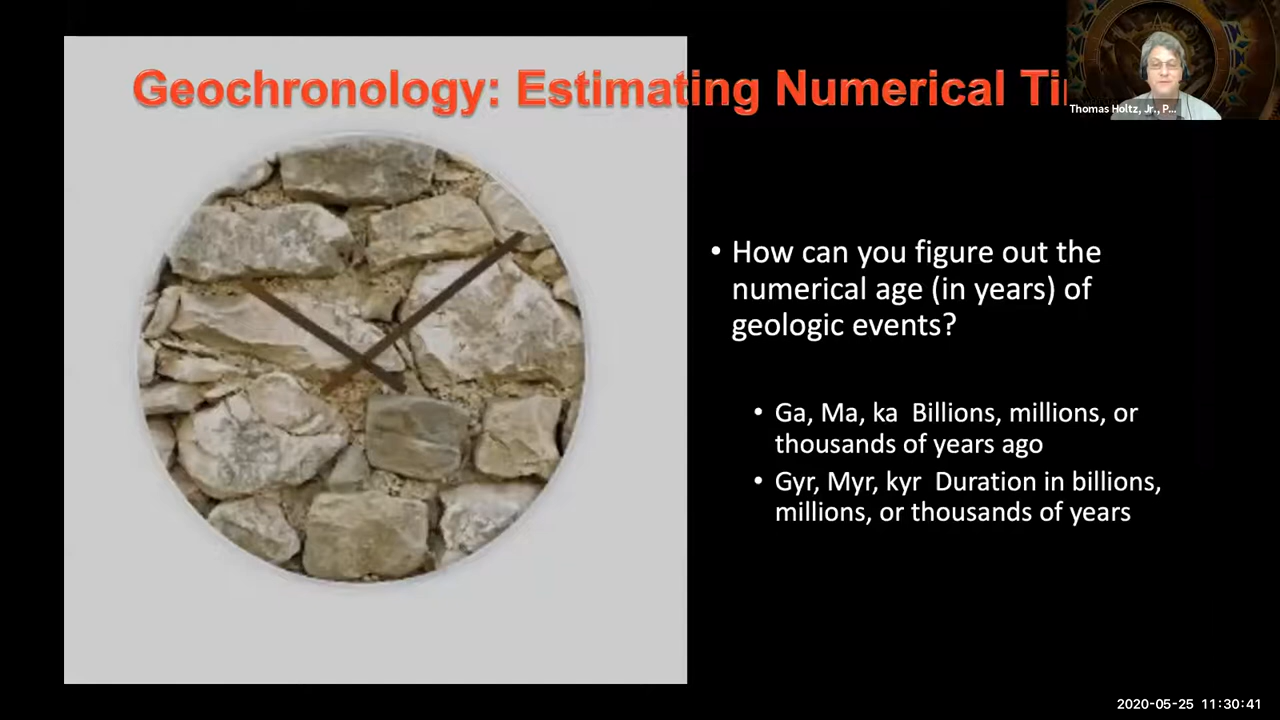 Geochronology: Estimating Numerical Ti
Thomas Holtz, Jr., P...
• How can you figure out the
numerical age (in years) of
geologic events?
• Ga, Ma, ka Billions, millions, or
thousands of years ago
• Gyr, Myr, kyr Duration in billions,
millions, or thousands of years
2020-05-25 11:30:41